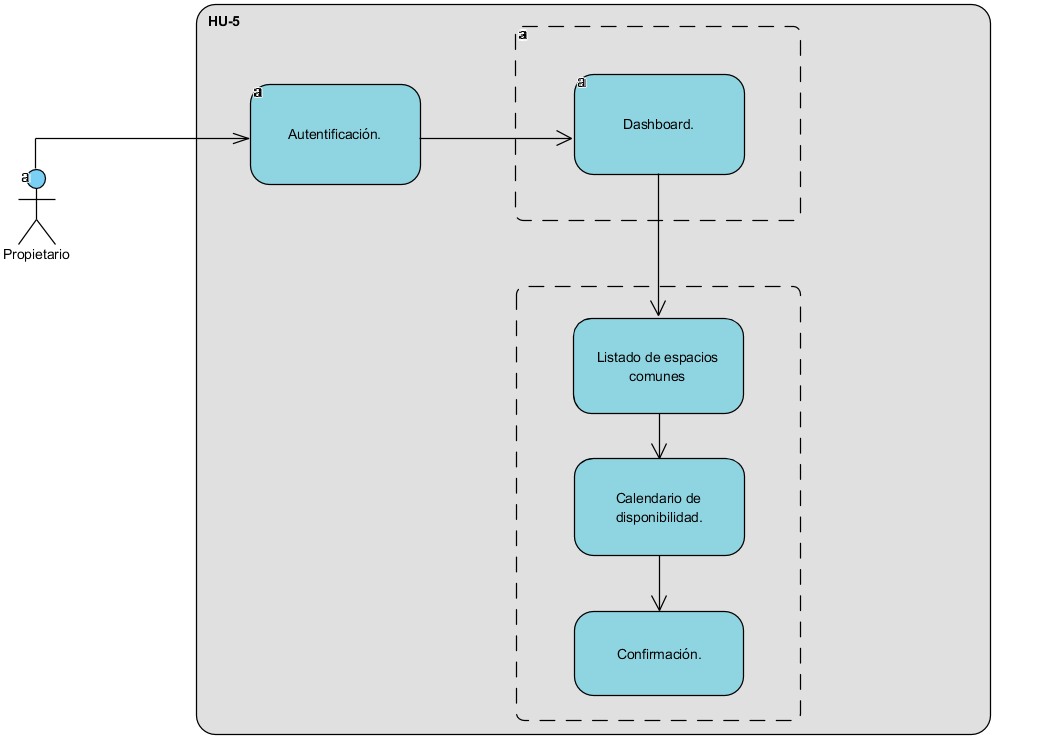 HU-5
a
a
a
Autentificación.
Dashboard.
a
Propietario
Listado de espacios
comunes
Calendario de
disponibilidad.
Confirmación.